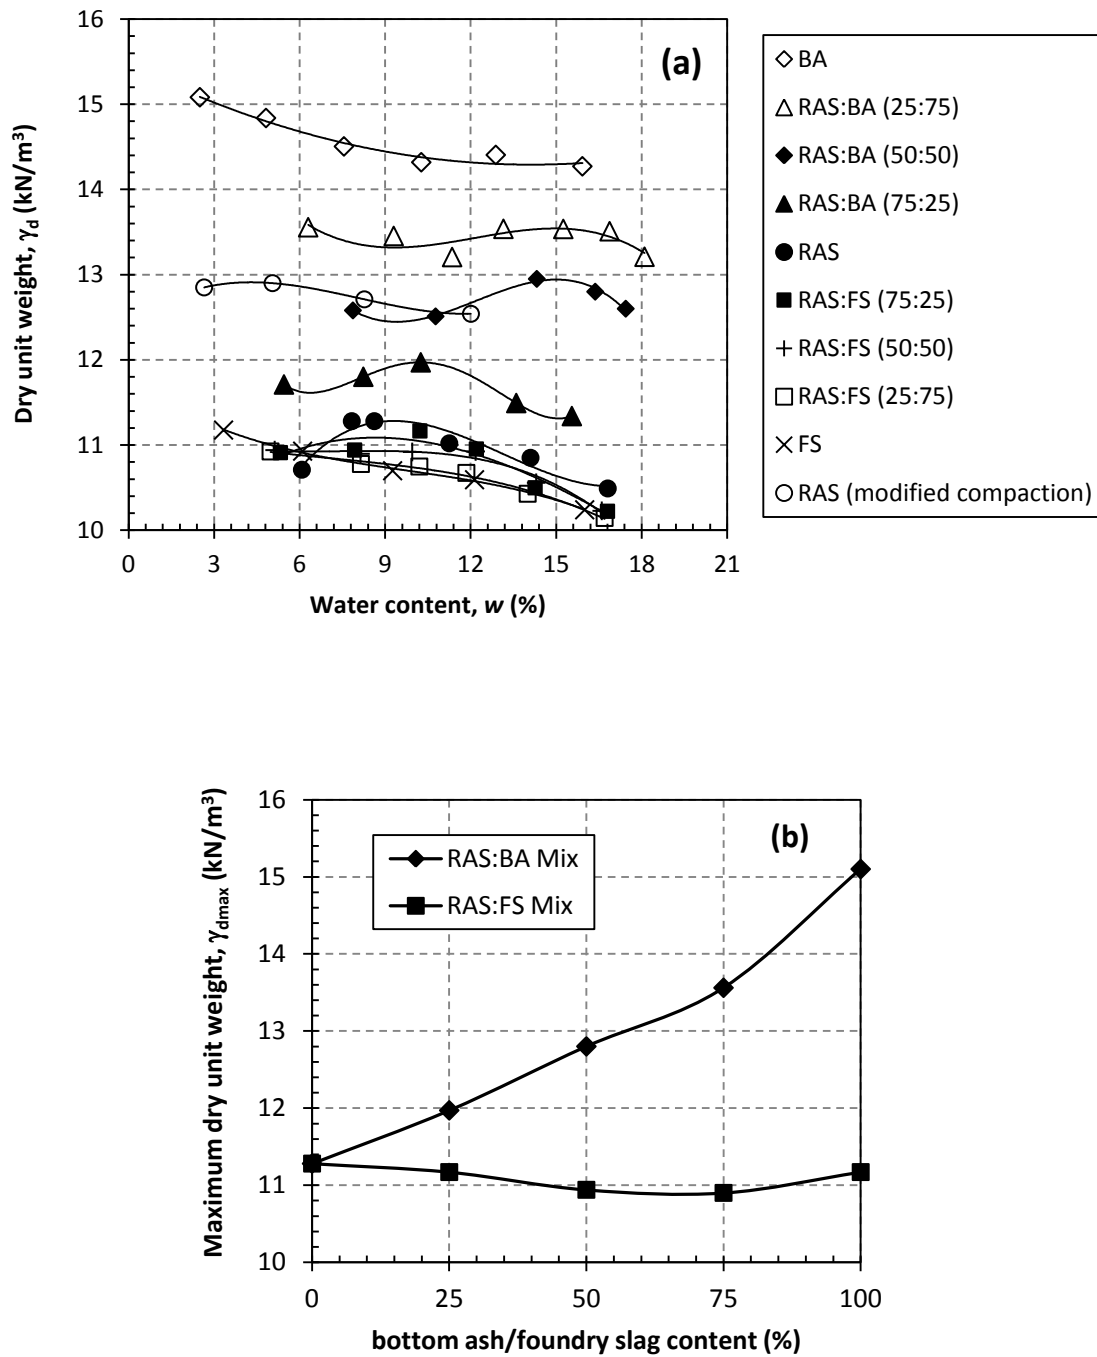 16
15
14
13
12
11
10
0 3 6 9 12 15 18 21
Dry unit weight, γd (kN/m³)
Water content, w (%)
(a)
BA
RAS:BA (25:75)
RAS:BA (50:50)
RAS:BA (75:25)
RAS
RAS:FS (75:25)
RAS:FS (50:50)
RAS:FS (25:75)
FS
RAS (modified compaction)
16
15
14
13
12
11
10
0 25 50 75 100
Maximum dry unit weight, γdmax (kN/m³)
bottom ash/foundry slag content (%)
(b)
RAS:BA Mix
RAS:FS Mix